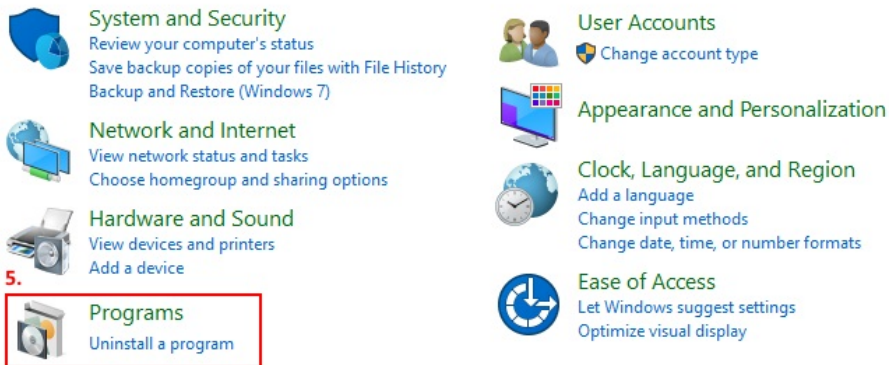 System and Security
Review your computer's status
Save backup copies of your files with File History
Backup and Restore (Windows 7)
Network and Internet
View network status and tasks
Choose homegroup and sharing options
Hardware and Sound
View devices and printers
Add a device
5.
Programs
Uninstall a program
User Accounts
Change account type
Appearance and Personalization
Clock, Language, and Region
Add a language
Change input methods
Change date, time, or number formats
Ease of Access
Let Windows suggest settings
Optimize visual display